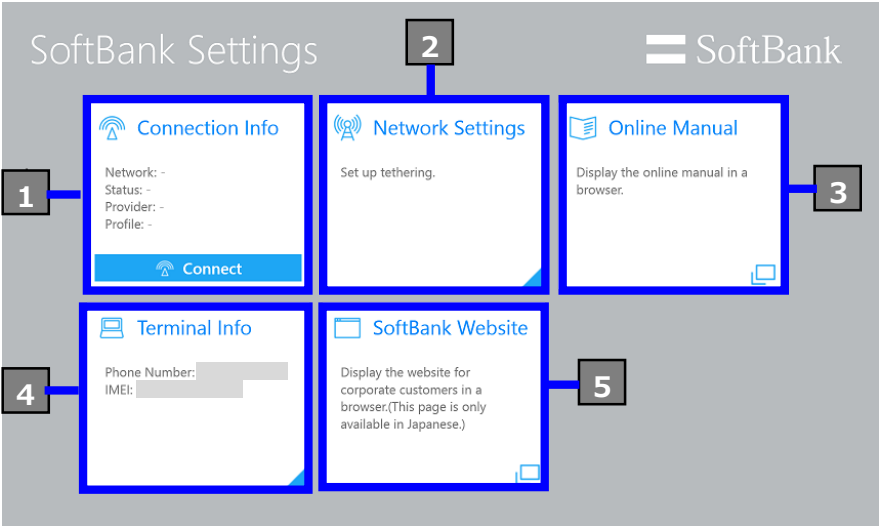 SoftBank Settings
SoftBank
2
Connection Info
Network: -
Status: -
Provider: -
Profile: -
Connect
1
Network Settings
Set up tethering.
Online Manual
Display the online manual in a
browser.
3
Terminal Info
Phone Number:
IMEI:
4
SoftBank Website
Display the website for
corporate customers in a
browser.(This page is only
available in Japanese.)
5